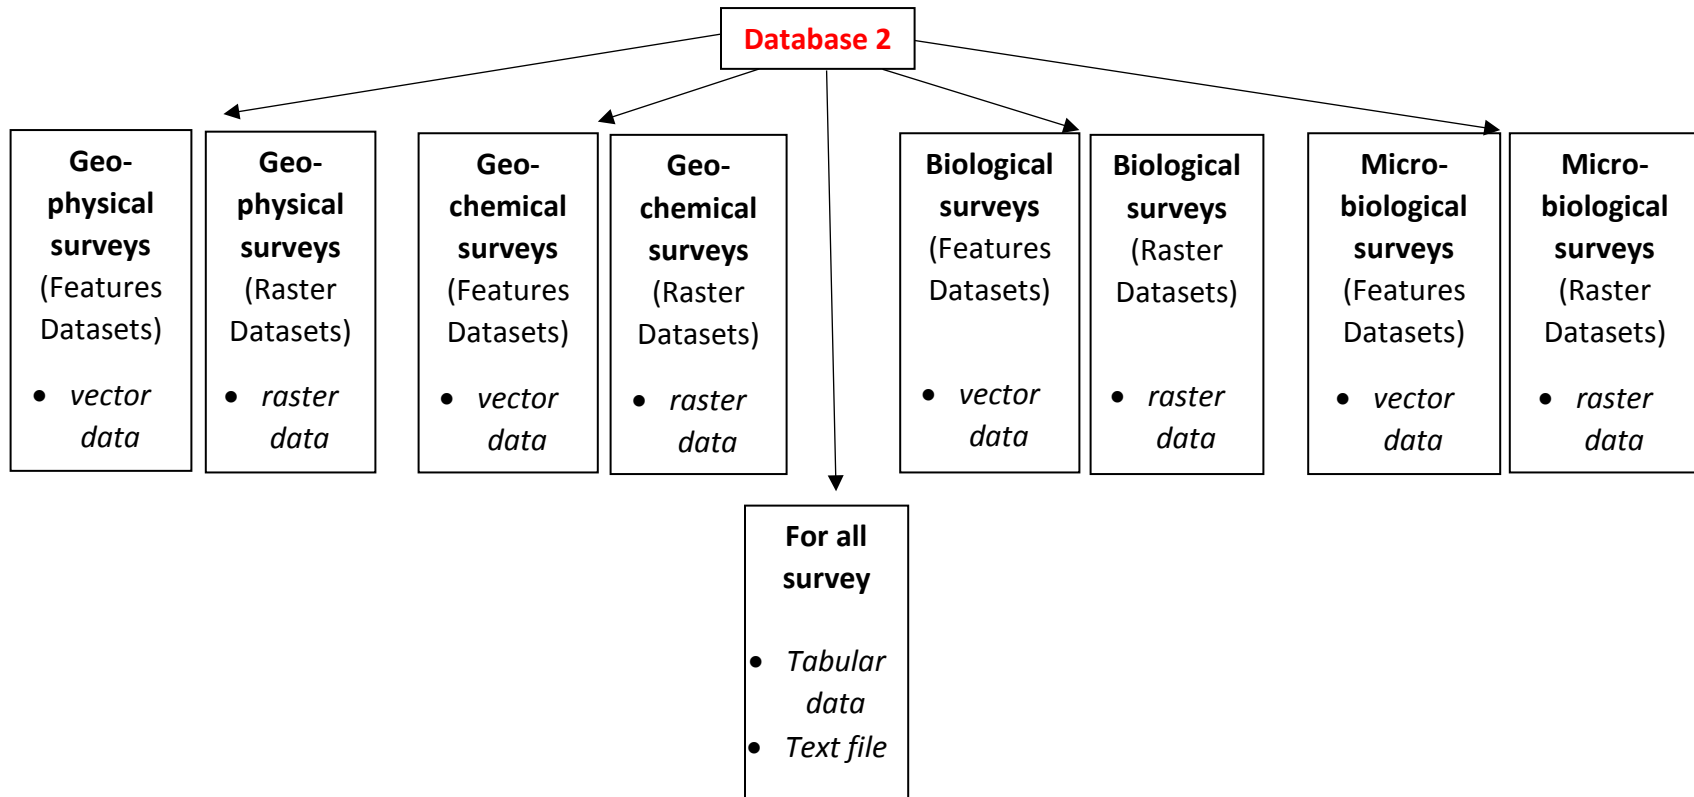 Database 2
Geo-
physical
surveys
(Features
Datasets)
• vector
data
Geo-
physical
surveys
(Raster
Datasets)
• raster
data
Geo-
chemical
surveys
(Features
Datasets)
• vector
data
Geo-
chemical
surveys
(Raster
Datasets)
• raster
data
Biological
surveys
(Features
Datasets)
• vector
data
Biological
surveys
(Raster
Datasets)
• raster
data
Micro-
biological
surveys
(Features
Datasets)
• vector
data
Micro-
biological
surveys
(Raster
Datasets)
• raster
data
For all
survey
• Tabular
data
• Text file